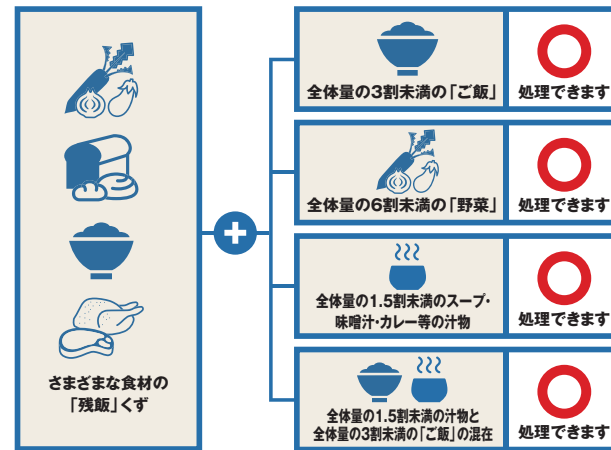 さまざまな食材の
「残飯」くず
+
全体量の3割未満の「ご飯」
処理できます
全体量の6割未満の「野菜」
処理できます
全体量の1.5割未満のスープ・
味噌汁・カレー等の汁物
処理できます
全体量の1.5割未満の汁物と
全体量の3割未満の「ご飯」の混在
処理できます